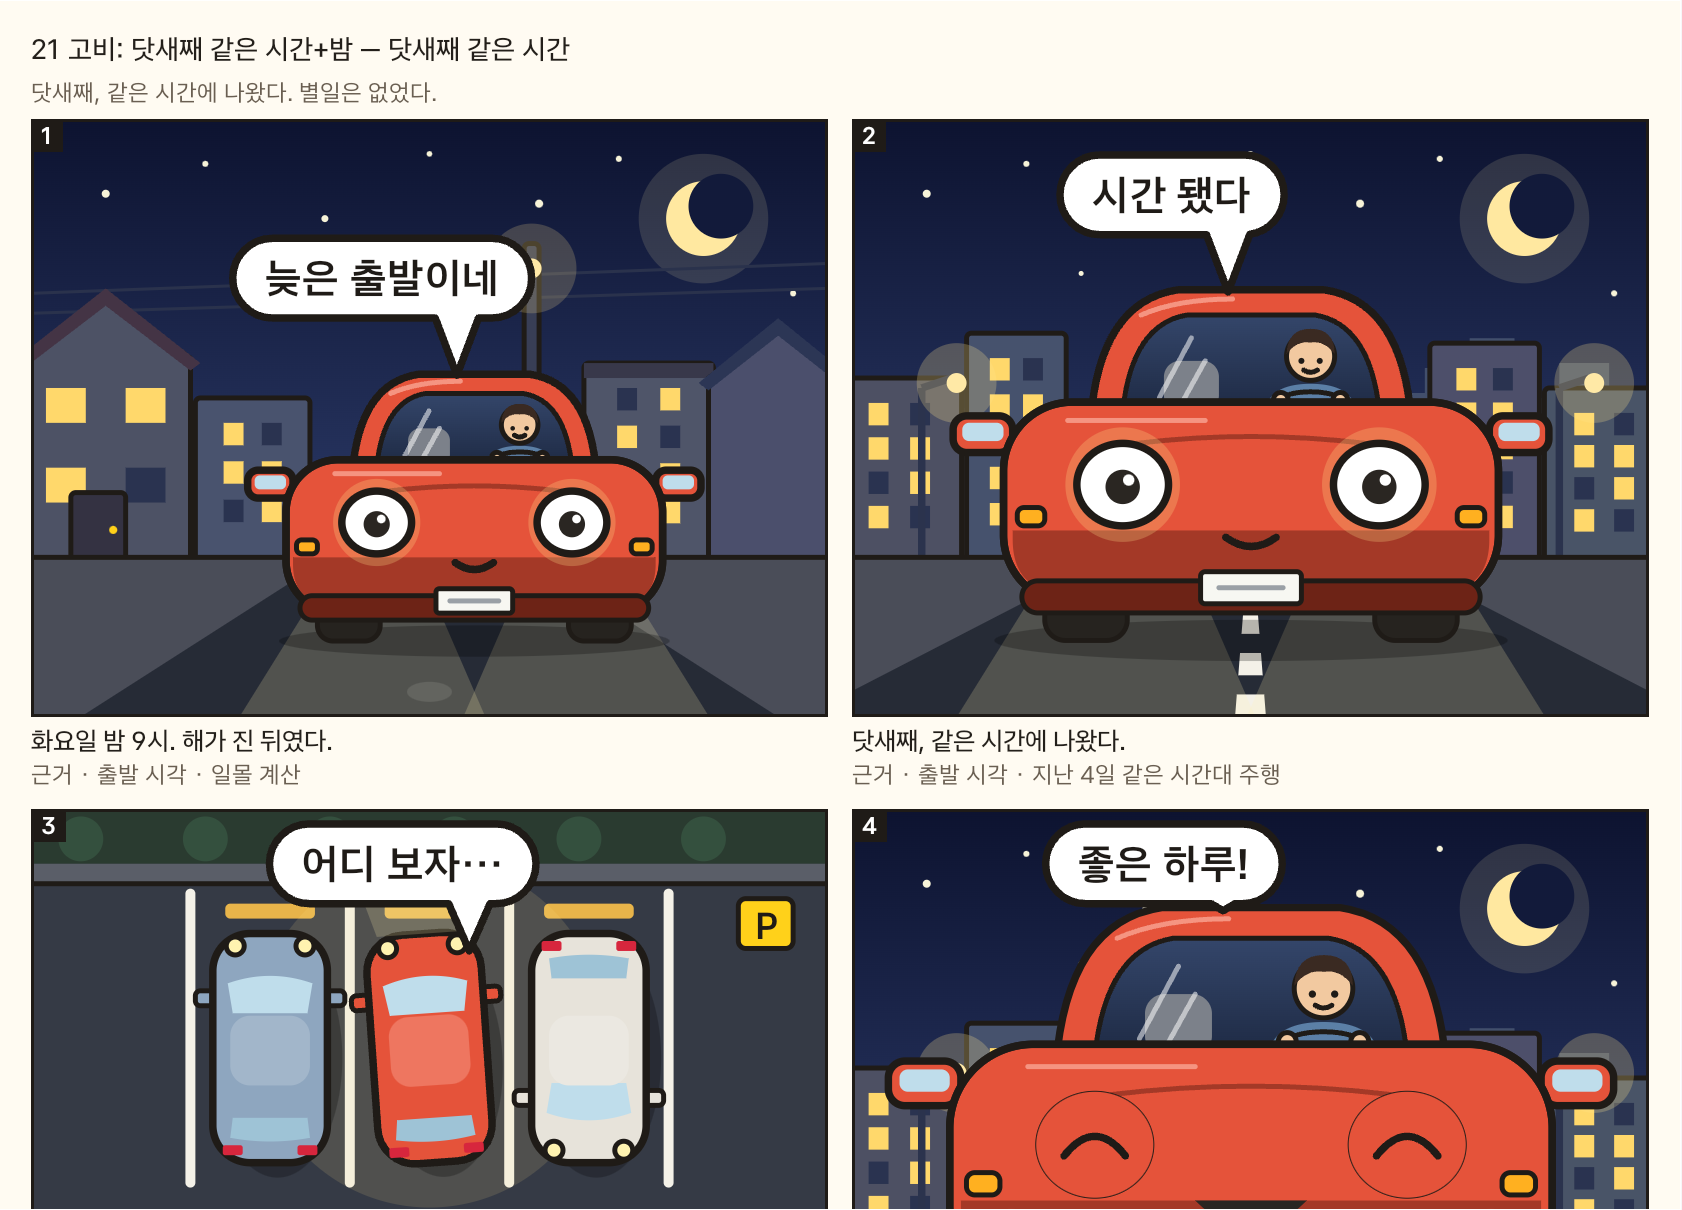 21 고비: 닷새째 같은 시간+밤 — 닷새째 같은 시간
닷새째, 같은 시간에 나왔다. 별일은 없었다.
1
늦은 출발이네
화요일 밤 9시. 해가 진 뒤였다.
근거 · 출발 시각 · 일몰 계산
2
시간 됐다
닷새째, 같은 시간에 나왔다.
근거 · 출발 시각 · 지난 4일 같은 시간대 주행
3
어디 보자···
P
4
좋은 하루!